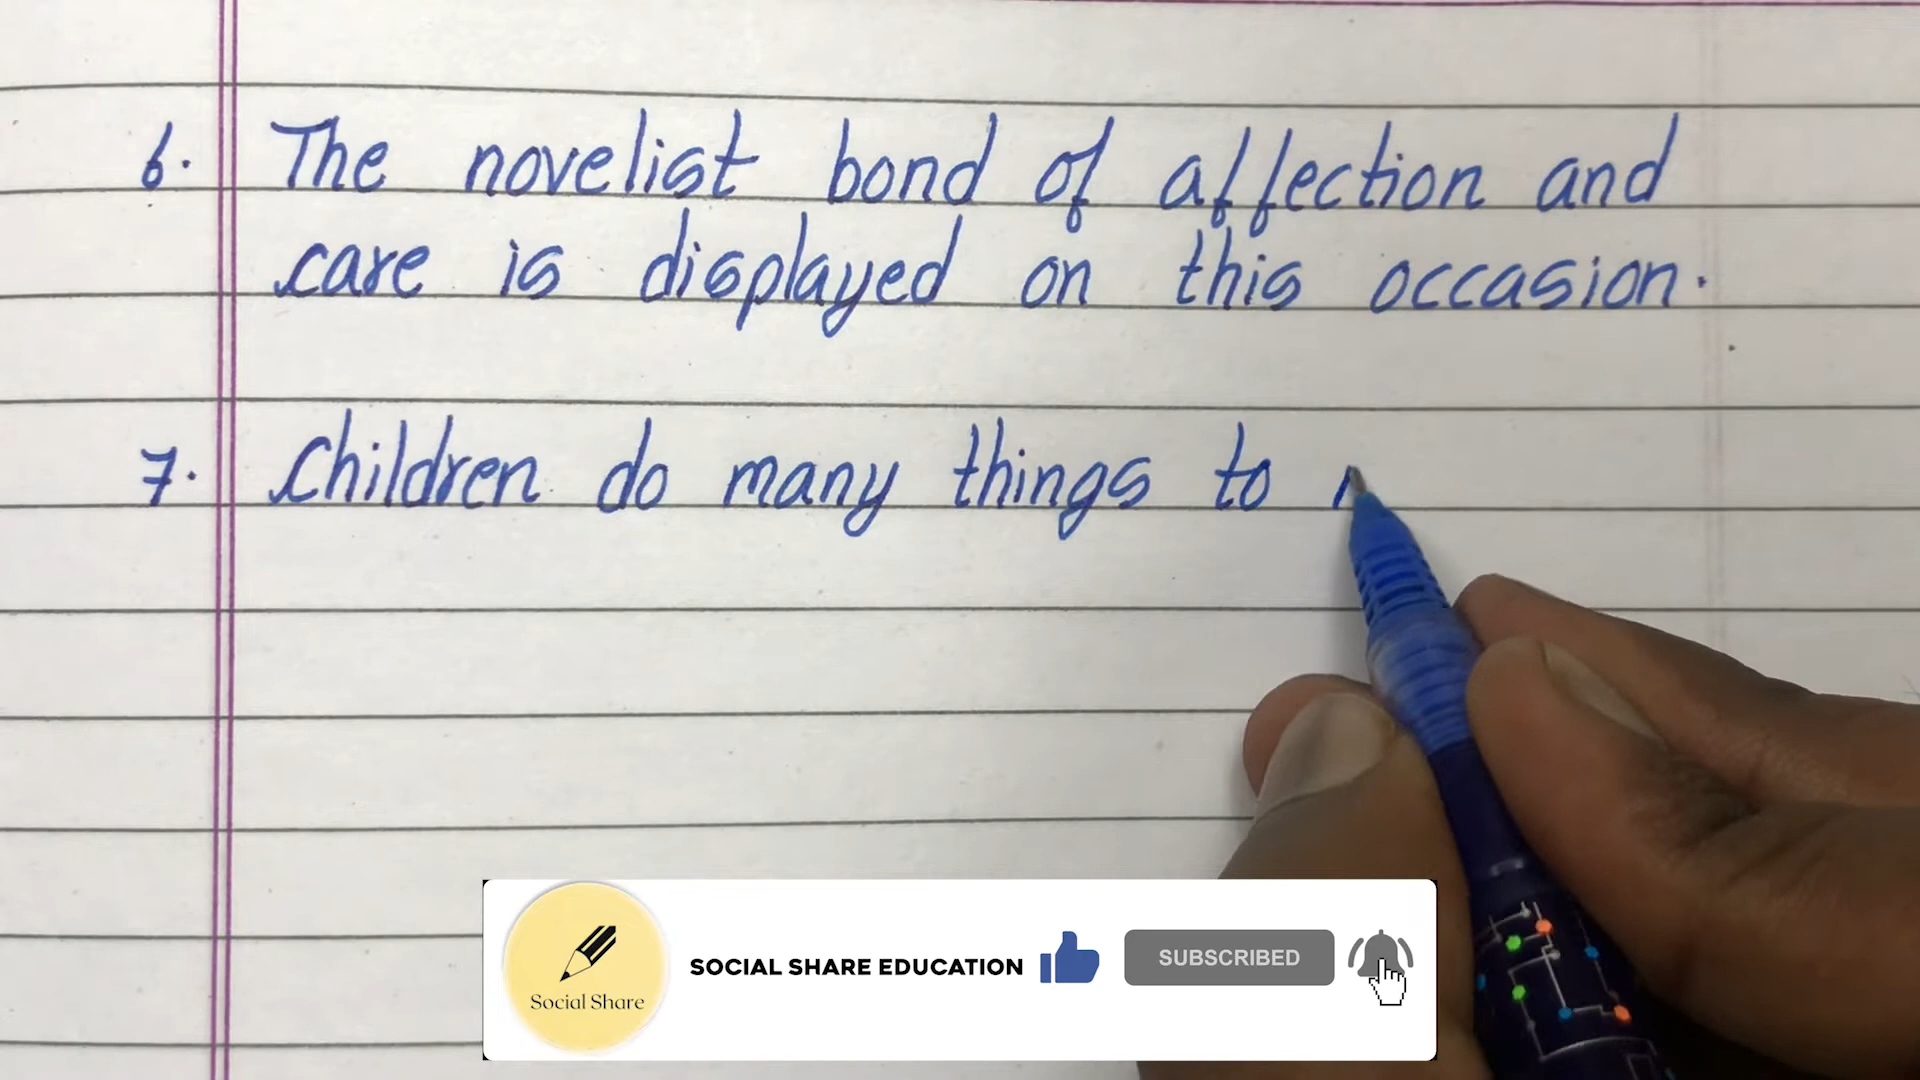 6. The novelist bond of affection and
care is displayed on this occasion.
7. Children do many things to
Social Share
SOCIAL SHARE EDUCATION
SUBSCRIBED